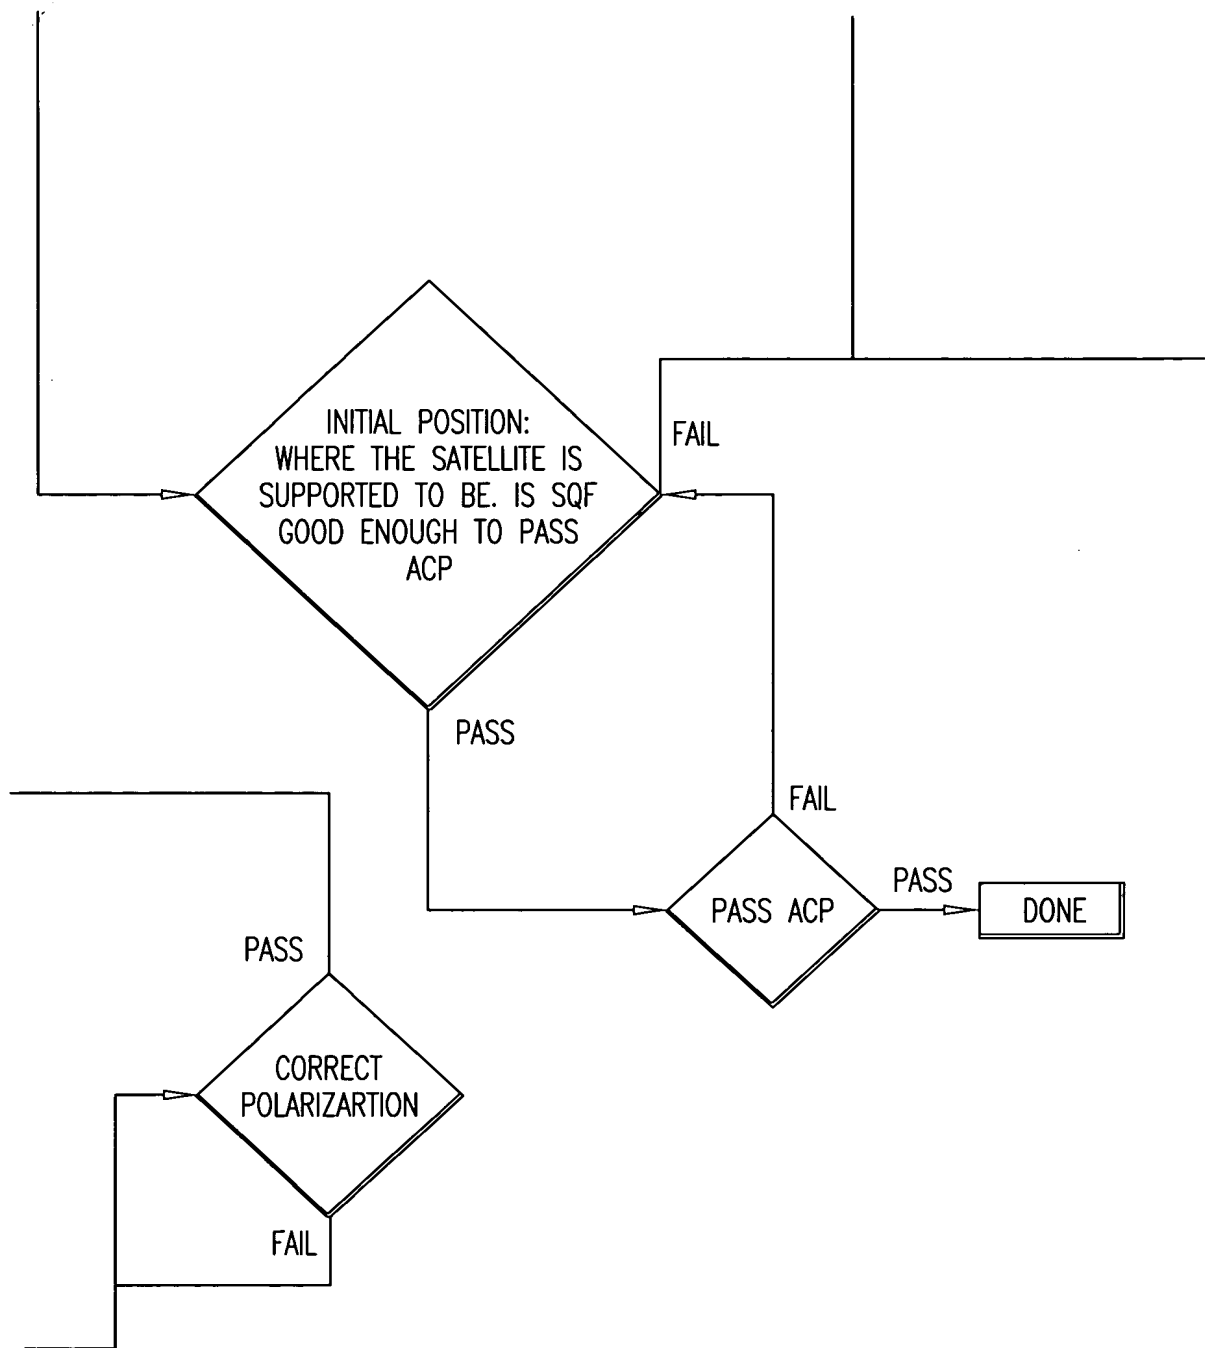 INITIAL POSITION:
WHERE THE SATELLITE IS
SUPPORTED TO BE. IS SQF
GOOD ENOUGH TO PASS
ACP
FAIL
PASS
FAIL
PASS ACP
PASS
DONE
PASS
CORRECT
POLARIZARTION
FAIL